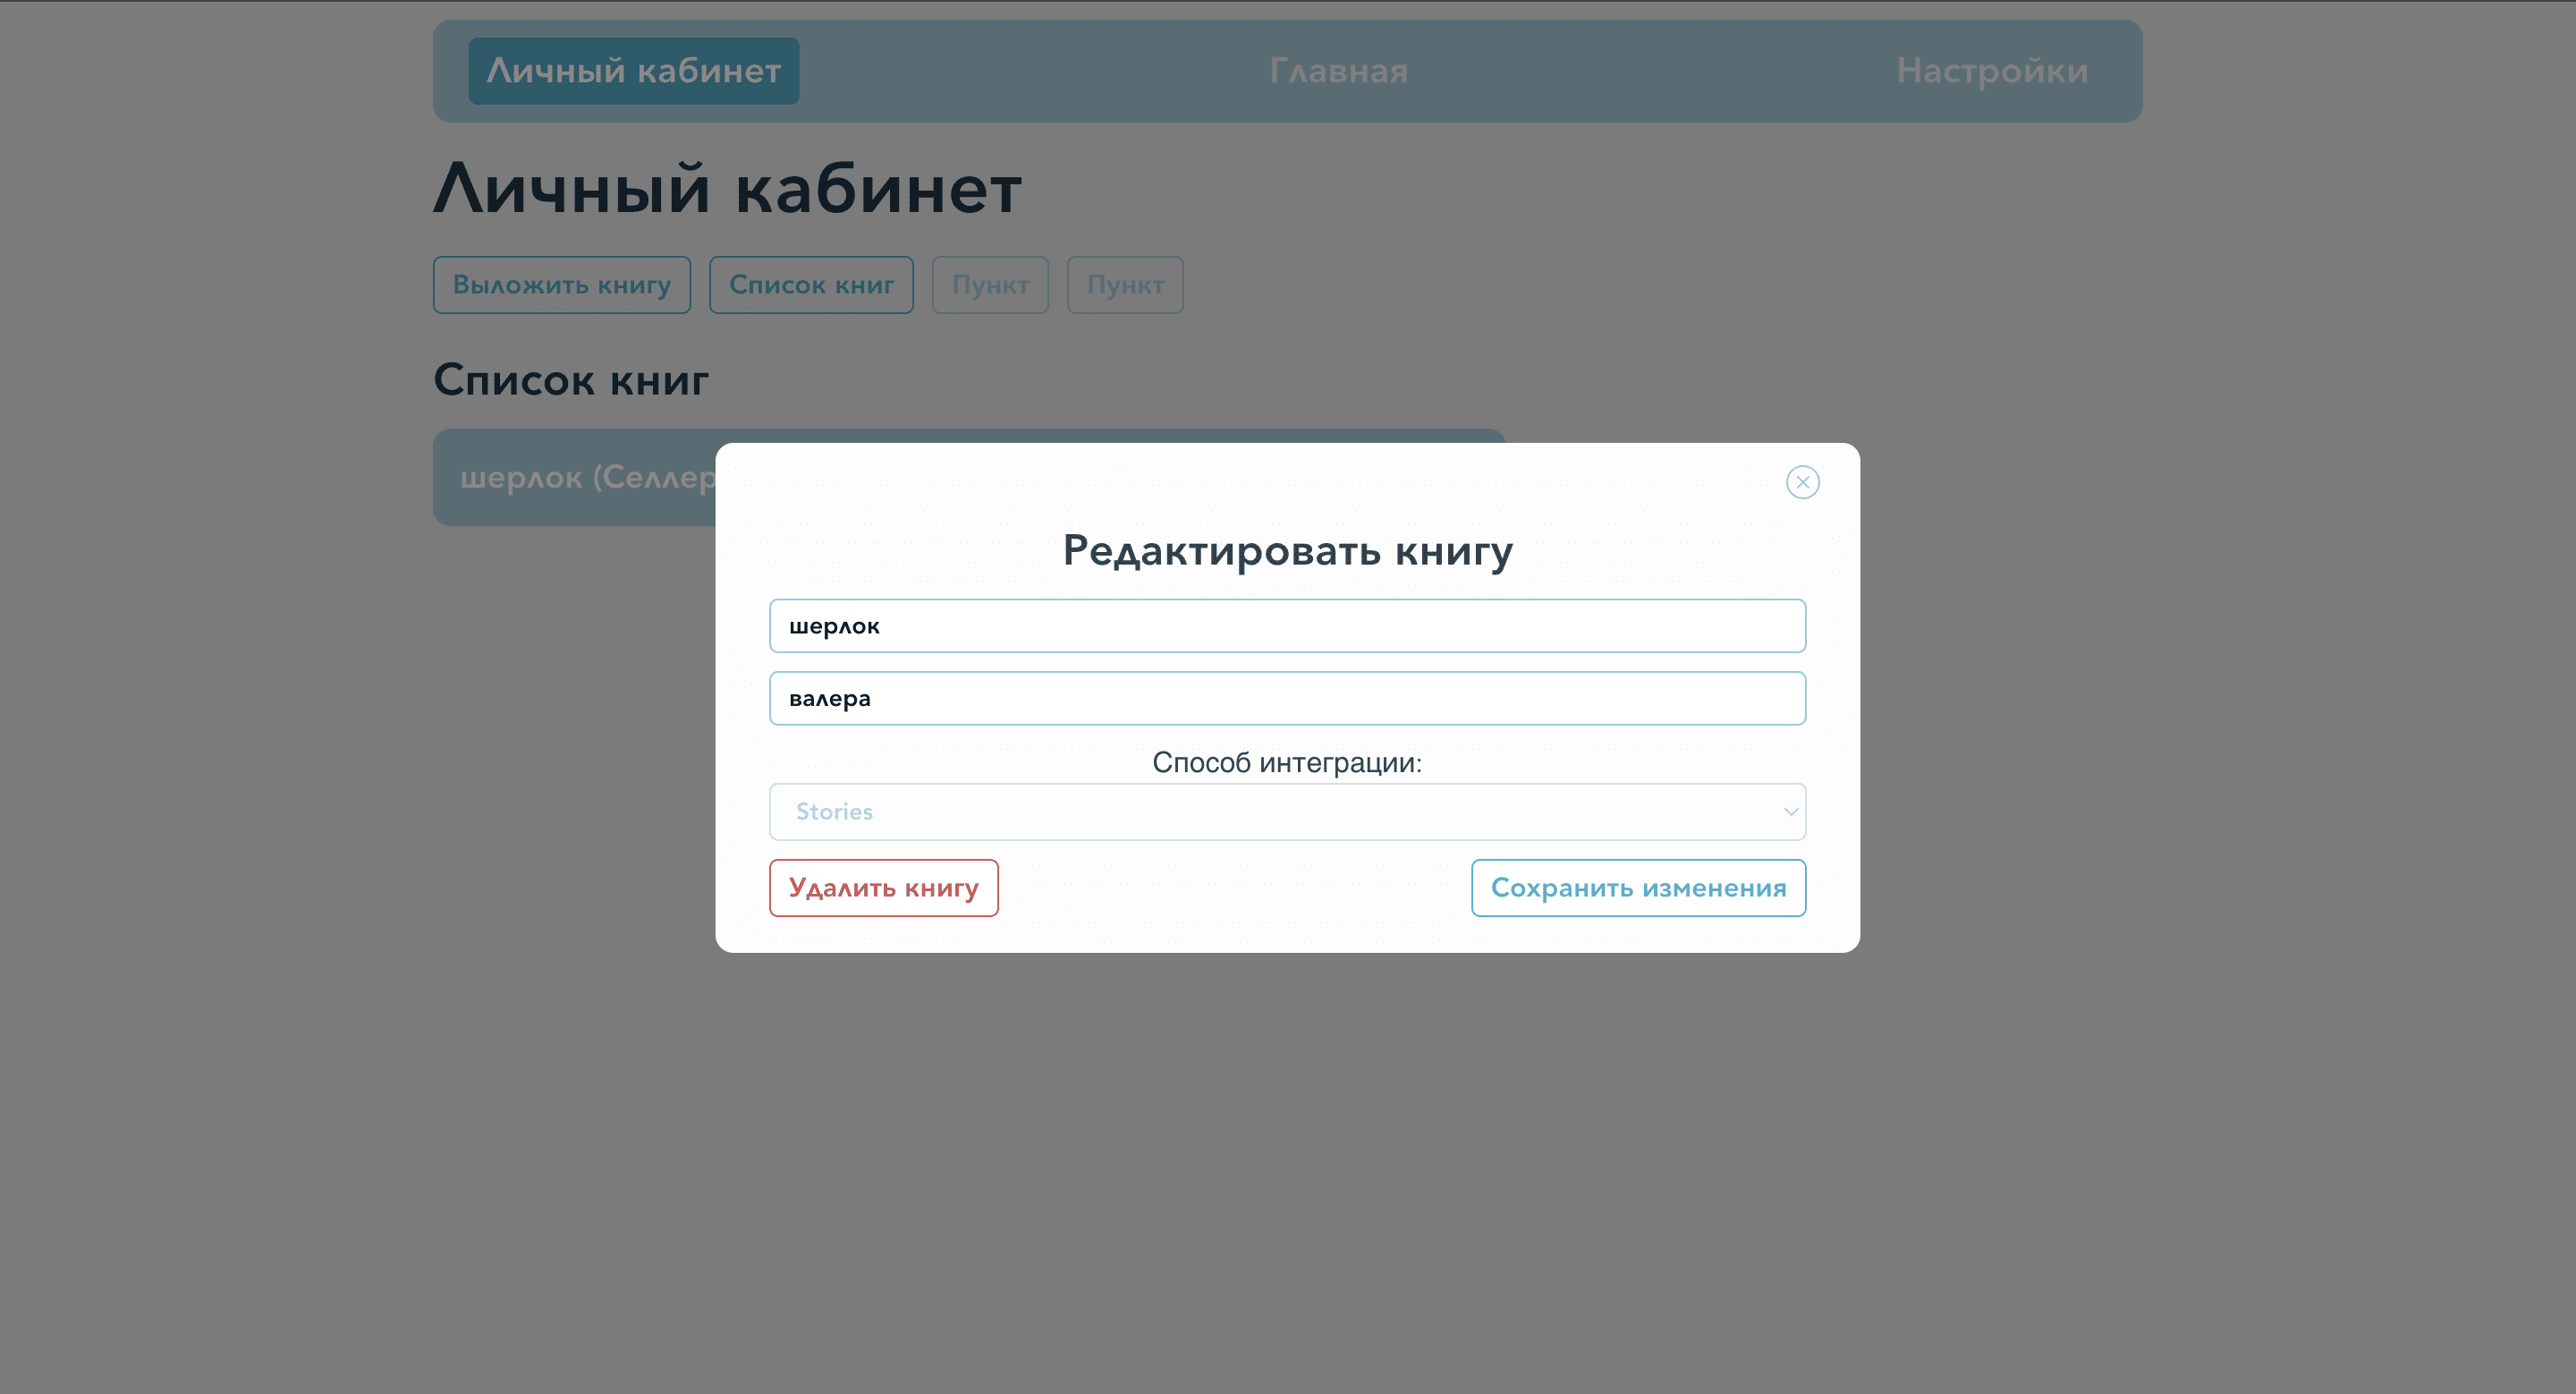 Личный кабинет Главная Настройки
Личный кабинет
Выложить книгу Список книг Пункт Пункт
Список книг
шерлок (Селлер
Редактировать книгу
шерлок
валера
Способ интеграции:
Stories
Удалить книгу Сохранить изменения